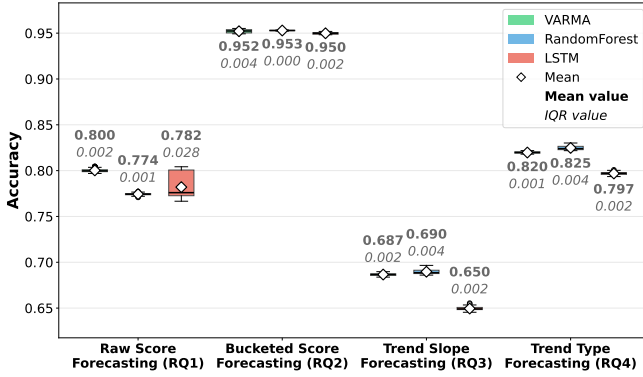 VARMA
RandomForest
LSTM
Mean
Mean value
IQR value
Accuracy
0.95
0.90
0.85
0.80
0.75
0.70
0.65
0.800
0.002
0.774
0.001
0.782
0.028
0.952
0.004
0.953
0.000
0.950
0.002
0.687
0.002
0.690
0.004
0.650
0.002
0.820
0.001
0.825
0.004
0.797
0.002
Raw Score
Forecasting (RQ1)
Bucketed Score
Forecasting (RQ2)
Trend Slope
Forecasting (RQ3)
Trend Type
Forecasting (RQ4)